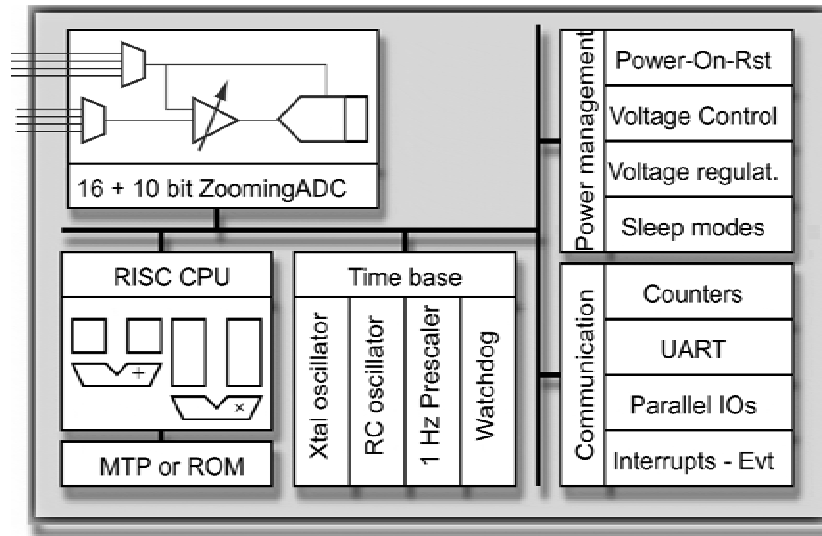 16 + 10 bit ZoomingADC
RISC CPU
+
×
MTP or ROM
Time base
Xtal oscillator
RC oscillator
1 Hz Prescaler
Watchdog
Power management
Power-On-Rst
Voltage Control
Voltage regulat.
Sleep modes
Communication
Counters
UART
Parallel IOs
Interrupts - Evt